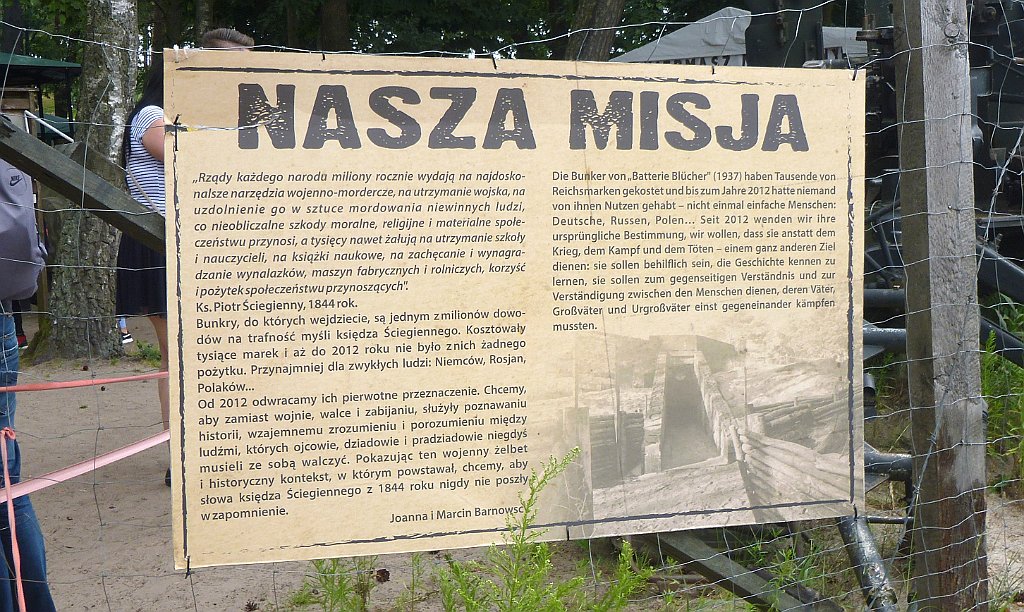 NASZA MISJA
„Rządy każdego narodu miliony rocznie wydają na najdosko-
nalsze narzędzia wojenno-mordercze, na utrzymanie wojska, na
uzdolnienie go w sztuce mordowania niewinnych ludzi,
co nieobliczalne szkody moralne, religijne i materialne społe-
czeństwu przynosi, a tysięcy nawet żałują na utrzymanie szkoły
i nauczycieli, na książki naukowe, na zachęcanie i wynagra-
dzanie wynalazków, maszyn fabrycznych i rolniczych, korzyść
i pożytek społeczeństwu przynoszących".
Ks. Piotr Ściegienny, 1844 rok.
Bunkry, do których wejdziecie, są jednym z milionów dowo-
dów na trafność myśli księdza Ściegiennego. Kosztowały
tysiące marek i aż do 2012 roku nie było z nich żadnego
pożytku. Przynajmniej dla zwykłych ludzi: Niemców, Rosjan,
Polaków...
Od 2012 odwracamy ich pierwotne przeznaczenie. Chcemy,
aby zamiast wojnie, walce i zabijaniu, służyły poznawaniu
historii, wzajemnemu zrozumieniu i porozumieniu między
ludźmi, których ojcowie, dziadowie i pradziadowie niegdyś
musieli ze sobą walczyć. Pokazując ten wojenny żelbet
i historyczny kontekst, w którym powstawał, chcemy, aby
słowa księdza Ściegiennego z 1844 roku nigdy nie poszły
w zapomnienie.
Joanna i Marcin Barnowsc
Die Bunker von „Batterie Blücher" (1937) haben Tausende von
Reichsmarken gekostet und bis zum Jahre 2012 hatte niemand
von ihnen Nutzen gehabt – nicht einmal einfache Menschen:
Deutsche, Russen, Polen... Seit 2012 wenden wir ihre
ursprüngliche Bestimmung, wir wollen, dass sie anstatt dem
Krieg, dem Kampf und dem Töten – einem ganz anderen Ziel
dienen: sie sollen behilflich sein, die Geschichte kennen zu
lernen, sie sollen zum gegenseitigen Verständnis und zur
Verständigung zwischen den Menschen dienen, deren Väter,
Großväter und Urgroßväter einst gegeneinander kämpfen
mussten.